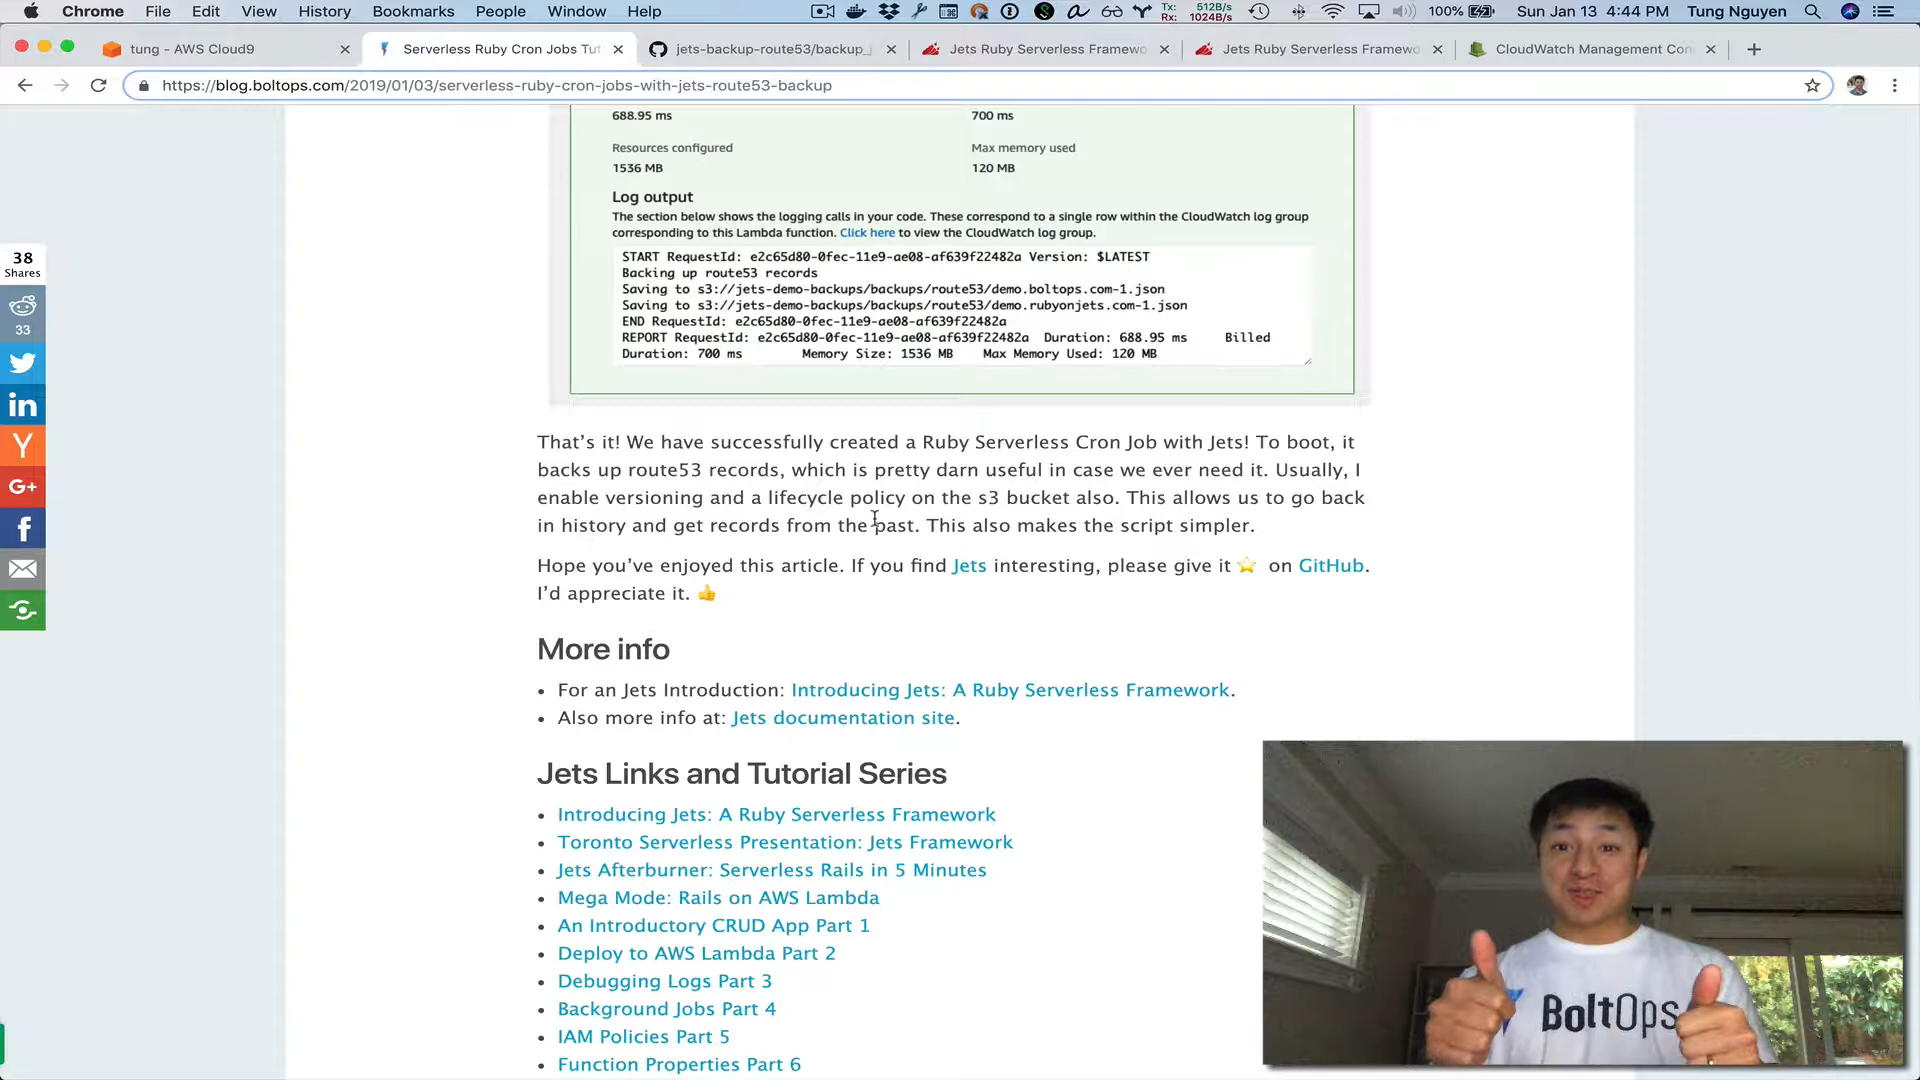 Chrome File Edit View History Bookmarks People Window Help Tx: 512B/s Rx: 1024B/s 100% Sun Jan 13 4:44 PM Tung Nguyen
tung - AWS Cloud9 Serverless Ruby Cron Jobs Tut jets-backup-route53/backup_j Jets Ruby Serverless Framewo Jets Ruby Serverless Framewo CloudWatch Management Con
https://blog.boltops.com/2019/01/03/serverless-ruby-cron-jobs-with-jets-route53-backup
688.95 ms 700 ms
Resources configured Max memory used
1536 MB 120 MB
Log output
The section below shows the logging calls in your code. These correspond to a single row within the CloudWatch log group
corresponding to this Lambda function. Click here to view the CloudWatch log group.
START RequestId: e2c65d80-0fec-11e9-ae08-af639f22482a Version: $LATEST
Backing up route53 records
Saving to s3://jets-demo-backups/backups/route53/demo.boltops.com-1.json
Saving to s3://jets-demo-backups/backups/route53/demo.rubyonjets.com-1.json
END RequestId: e2c65d80-0fec-11e9-ae08-af639f22482a
REPORT RequestId: e2c65d80-0fec-11e9-ae08-af639f22482a Duration: 688.95 ms Billed
Duration: 700 ms Memory Size: 1536 MB Max Memory Used: 120 MB
38
Shares
33
in
Y
G+
f
That's it! We have successfully created a Ruby Serverless Cron Job with Jets! To boot, it
backs up route53 records, which is pretty darn useful in case we ever need it. Usually, I
enable versioning and a lifecycle policy on the s3 bucket also. This allows us to go back
in history and get records from the past. This also makes the script simpler.
Hope you've enjoyed this article. If you find Jets interesting, please give it ⭐ on GitHub.
I'd appreciate it. 👍
More info
• For an Jets Introduction: Introducing Jets: A Ruby Serverless Framework.
• Also more info at: Jets documentation site.
Jets Links and Tutorial Series
• Introducing Jets: A Ruby Serverless Framework
• Toronto Serverless Presentation: Jets Framework
• Jets Afterburner: Serverless Rails in 5 Minutes
• Mega Mode: Rails on AWS Lambda
• An Introductory CRUD App Part 1
• Deploy to AWS Lambda Part 2
• Debugging Logs Part 3
• Background Jobs Part 4
• IAM Policies Part 5
• Function Properties Part 6
BoltOps